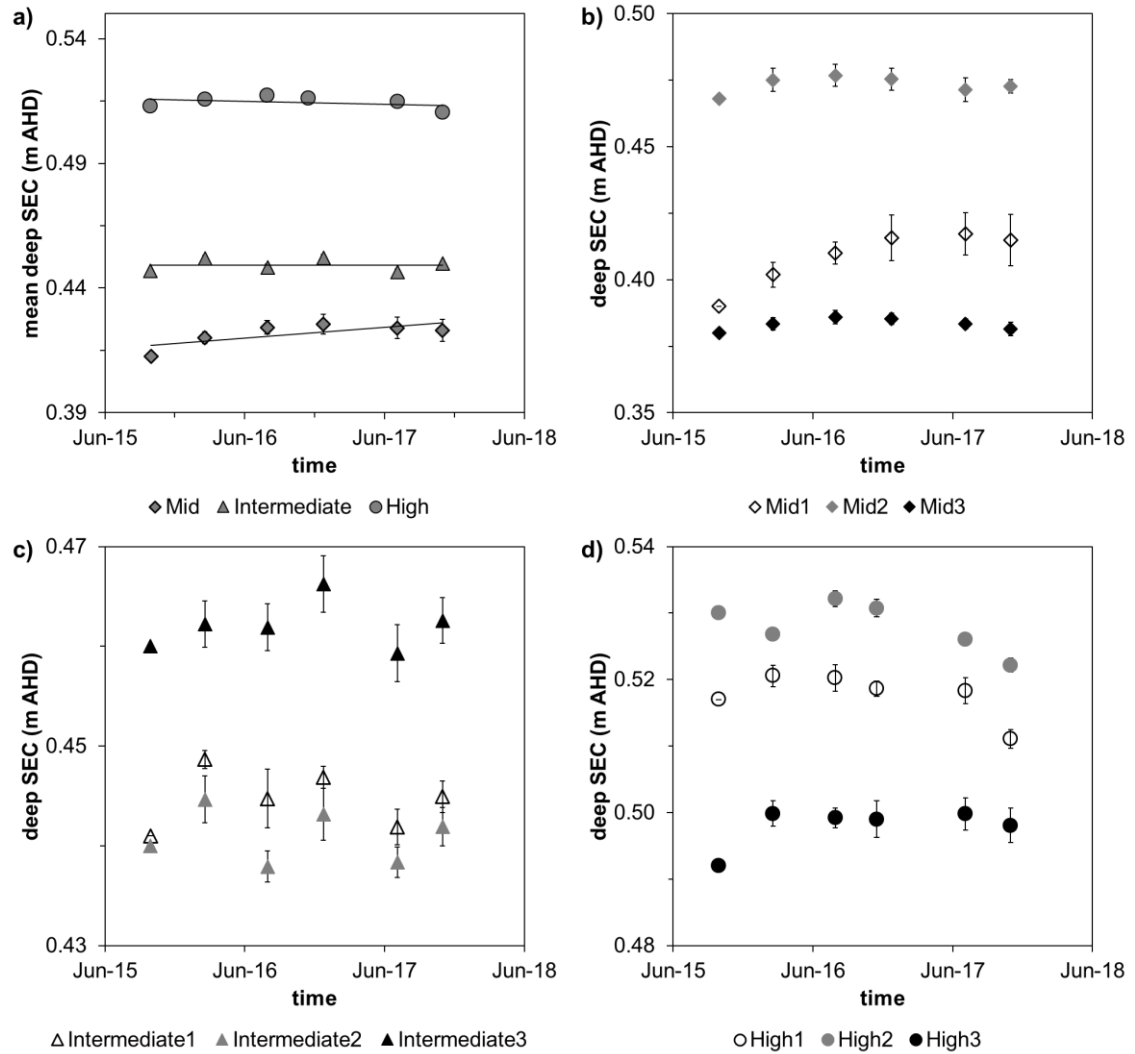 a)
0.54
0.49
0.44
0.39
mean deep SEC (m AHD)
Jun-15 Jun-16 Jun-17 Jun-18
time
Mid Intermediate High
b)
0.50
0.45
0.40
0.35
deep SEC (m AHD)
Jun-15 Jun-16 Jun-17 Jun-18
time
Mid1 Mid2 Mid3
c)
0.47
0.45
0.43
deep SEC (m AHD)
Jun-15 Jun-16 Jun-17 Jun-18
time
Intermediate1 Intermediate2 Intermediate3
d)
0.54
0.52
0.50
0.48
deep SEC (m AHD)
Jun-15 Jun-16 Jun-17 Jun-18
time
High1 High2 High3